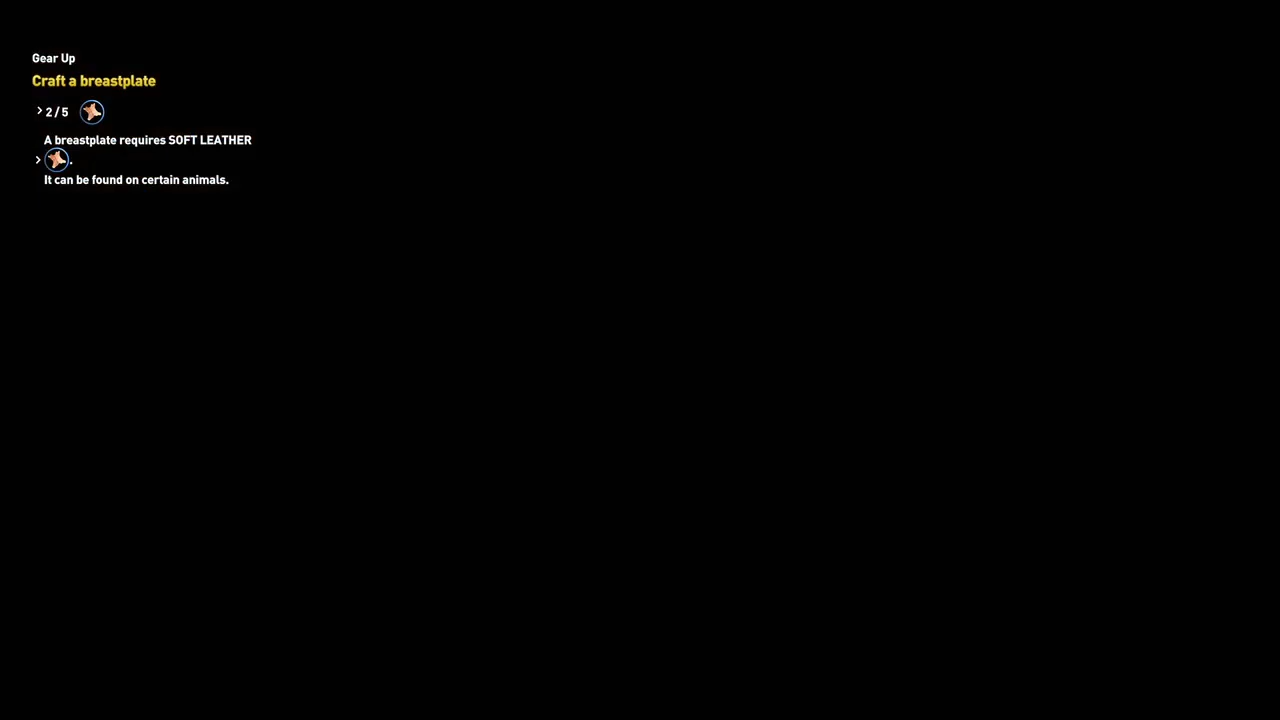 Gear Up
Craft a breastplate
> 2/5
A breastplate requires SOFT LEATHER
> .
It can be found on certain animals.